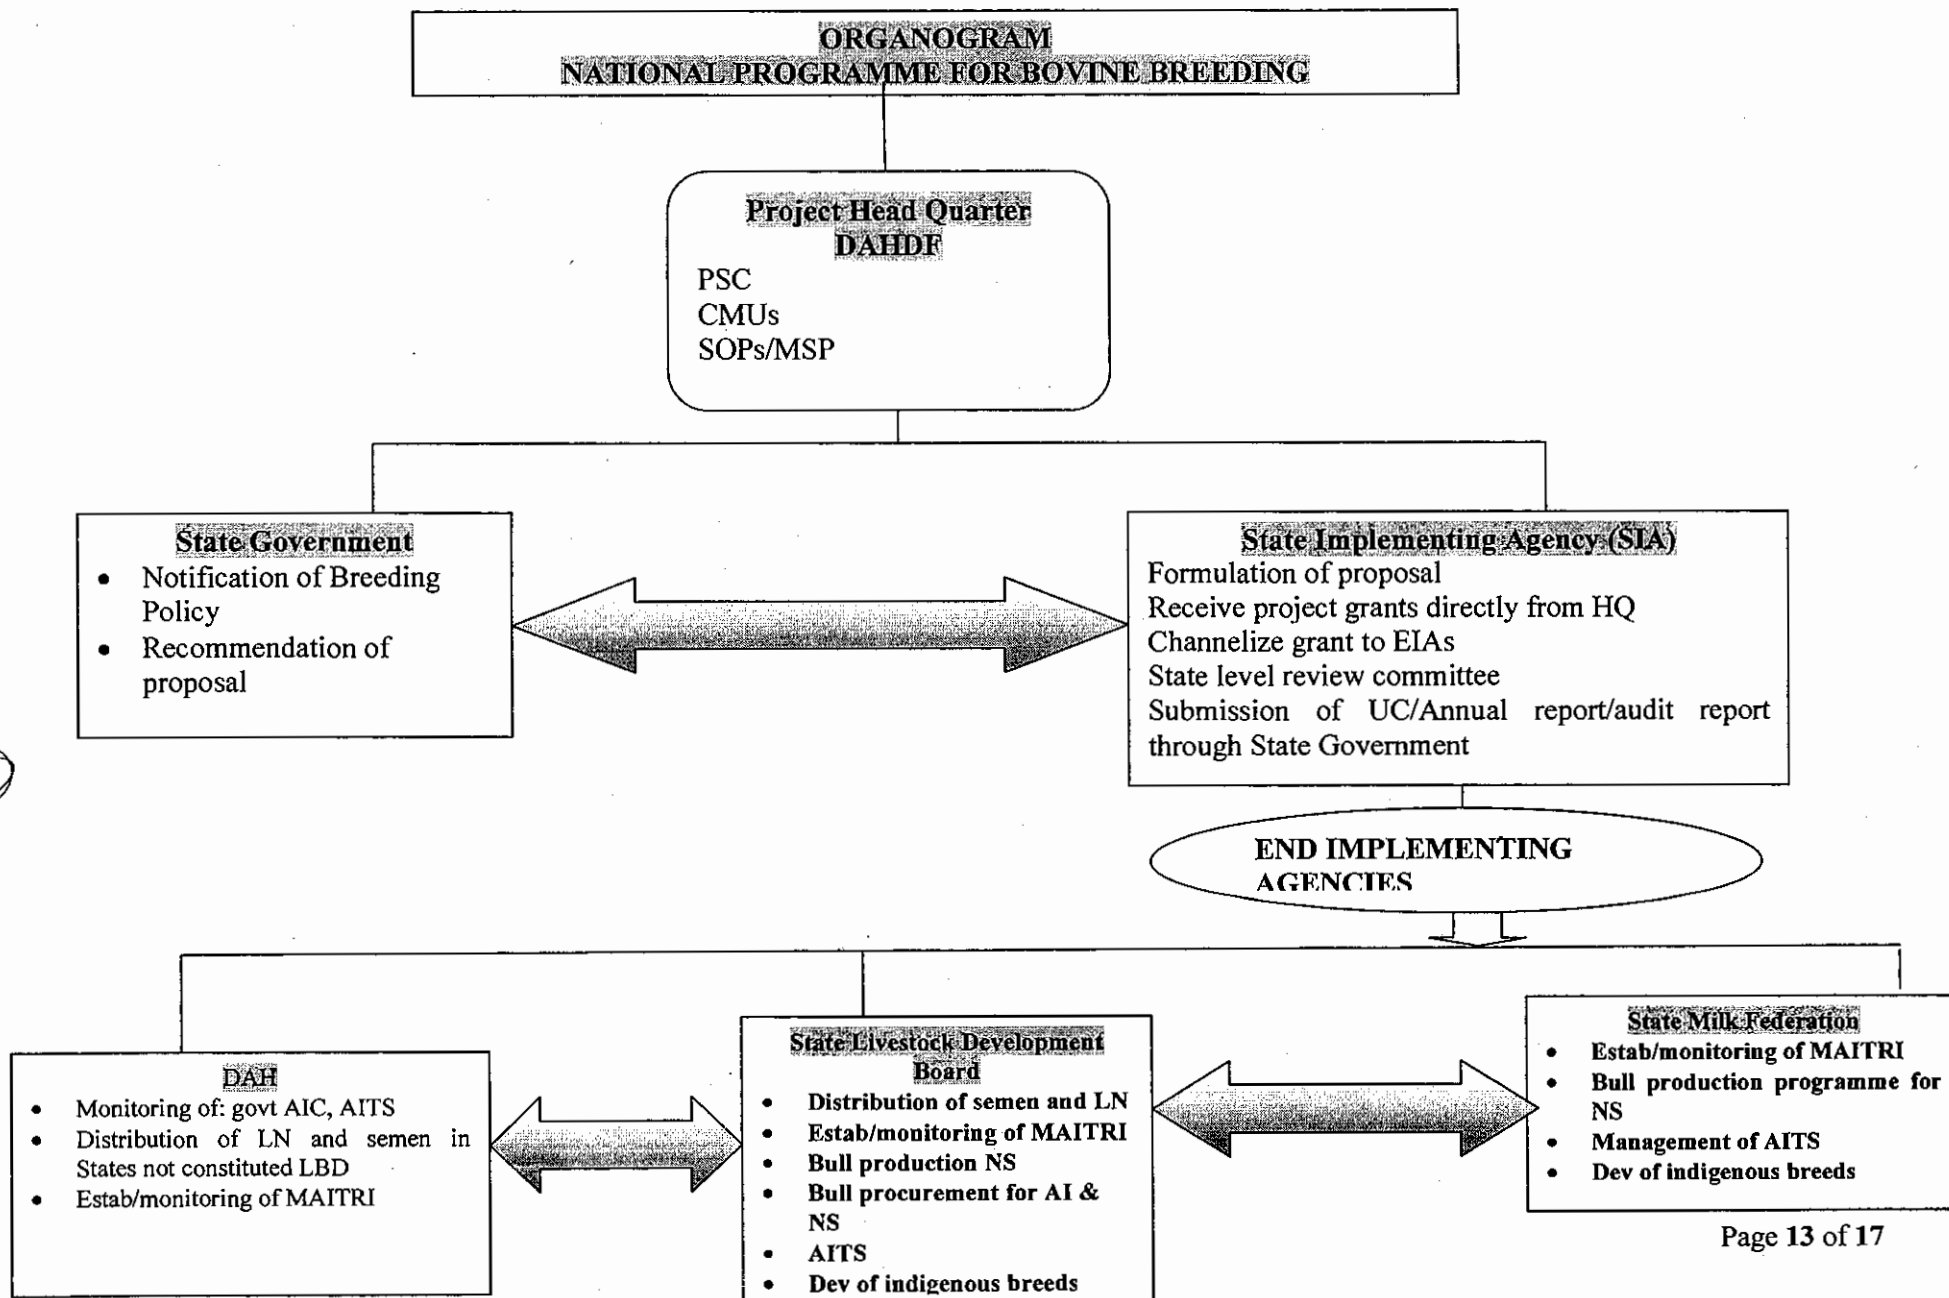 ORGANOGRAM
NATIONAL PROGRAMME FOR BOVINE BREEDING
Project Head Quarter
DAHDF
PSC
CMUs
SOPs/MSP
State Government
• Notification of Breeding
Policy
• Recommendation of
proposal
State Implementing Agency (SIA)
Formulation of proposal
Receive project grants directly from HQ
Channelize grant to EIAs
State level review committee
Submission of UC/Annual report/audit report
through State Government
END IMPLEMENTING
AGENCIES
DAH
• Monitoring of: govt AIC, AITS
• Distribution of LN and semen in
States not constituted LBD
• Estab/monitoring of MAITRI
State Livestock Development
Board
• Distribution of semen and LN
• Estab/monitoring of MAITRI
• Bull production NS
• Bull procurement for AI &
NS
• AITS
• Dev of indigenous breeds
State Milk Federation
• Estab/monitoring of MAITRI
• Bull production programme for
NS
• Management of AITS
• Dev of indigenous breeds
Page 13 of 17